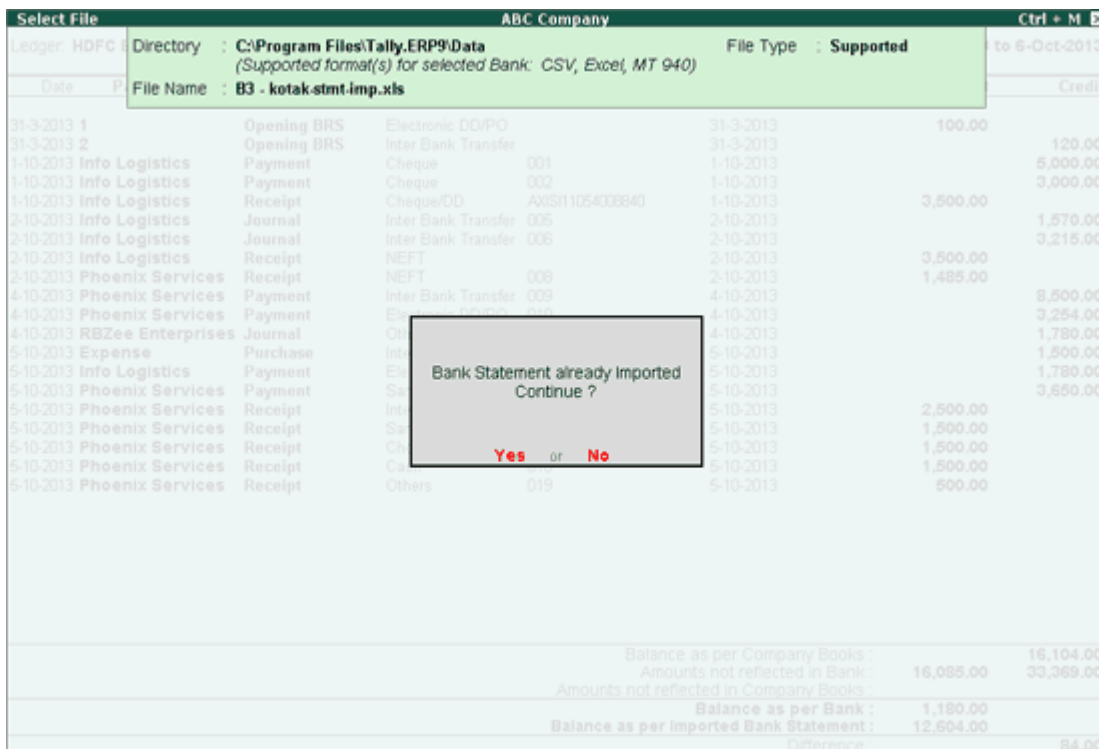 Select File ABC Company Ctrl + M
Ledger: HDFC Directory : C:\Program Files\Tally.ERP9\Data File Type : Supported to 6-Oct-2013
(Supported format(s) for selected Bank: CSV, Excel, MT 940)
Date File Name : B3 - kotak-stmt-imp.xls Credi
31-3-2013 1 Opening BRS Electronic DD/PO 31-3-2013 100.00
31-3-2013 2 Opening BRS Inter Bank Transfer 31-3-2013 120.00
1-10-2013 Info Logistics Payment Cheque 001 1-10-2013 5,000.00
1-10-2013 Info Logistics Payment Cheque 002 1-10-2013 3,000.00
1-10-2013 Info Logistics Receipt Cheque/DD AXISI11054008840 1-10-2013 3,500.00
2-10-2013 Info Logistics Journal Inter Bank Transfer 005 2-10-2013 1,570.00
2-10-2013 Info Logistics Journal Inter Bank Transfer 006 2-10-2013 3,215.00
2-10-2013 Info Logistics Receipt NEFT 2-10-2013 3,500.00
2-10-2013 Phoenix Services Receipt NEFT 008 2-10-2013 1,485.00
4-10-2013 Phoenix Services Payment Inter Bank Transfer 009 4-10-2013 8,500.00
4-10-2013 Phoenix Services Payment Electronic DD/PO 010 4-10-2013 3,254.00
4-10-2013 RBZee Enterprises Journal Oth 4-10-2013 1,780.00
5-10-2013 Expense Purchase Inte 5-10-2013 1,500.00
5-10-2013 Info Logistics Payment Ele 5-10-2013 1,780.00
5-10-2013 Phoenix Services Payment Sa 5-10-2013 3,650.00
5-10-2013 Phoenix Services Receipt Inte 5-10-2013 2,500.00
5-10-2013 Phoenix Services Receipt Sa 5-10-2013 1,500.00
5-10-2013 Phoenix Services Receipt Ch 5-10-2013 1,500.00
5-10-2013 Phoenix Services Receipt Ca 5-10-2013 1,500.00
5-10-2013 Phoenix Services Receipt Others 019 5-10-2013 500.00
Bank Statement already Imported
Continue ?
Yes or No
Balance as per Company Books : 16,104.00
Amounts not reflected in Bank : 16,085.00 33,369.00
Amounts not reflected in Company Books :
Balance as per Bank : 1,180.00
Balance as per Imported Bank Statement : 12,604.00
Difference : 84.00